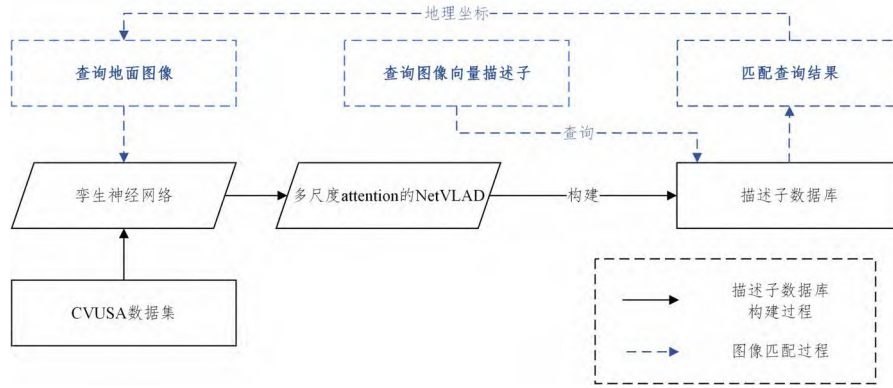 地理坐标
查询地面图像
查询图像向量描述子
匹配查询结果
查询
孪生神经网络
多尺度attention的NetVLAD
构建
描述子数据库
CVUSA数据集
描述子数据库
构建过程
图像匹配过程